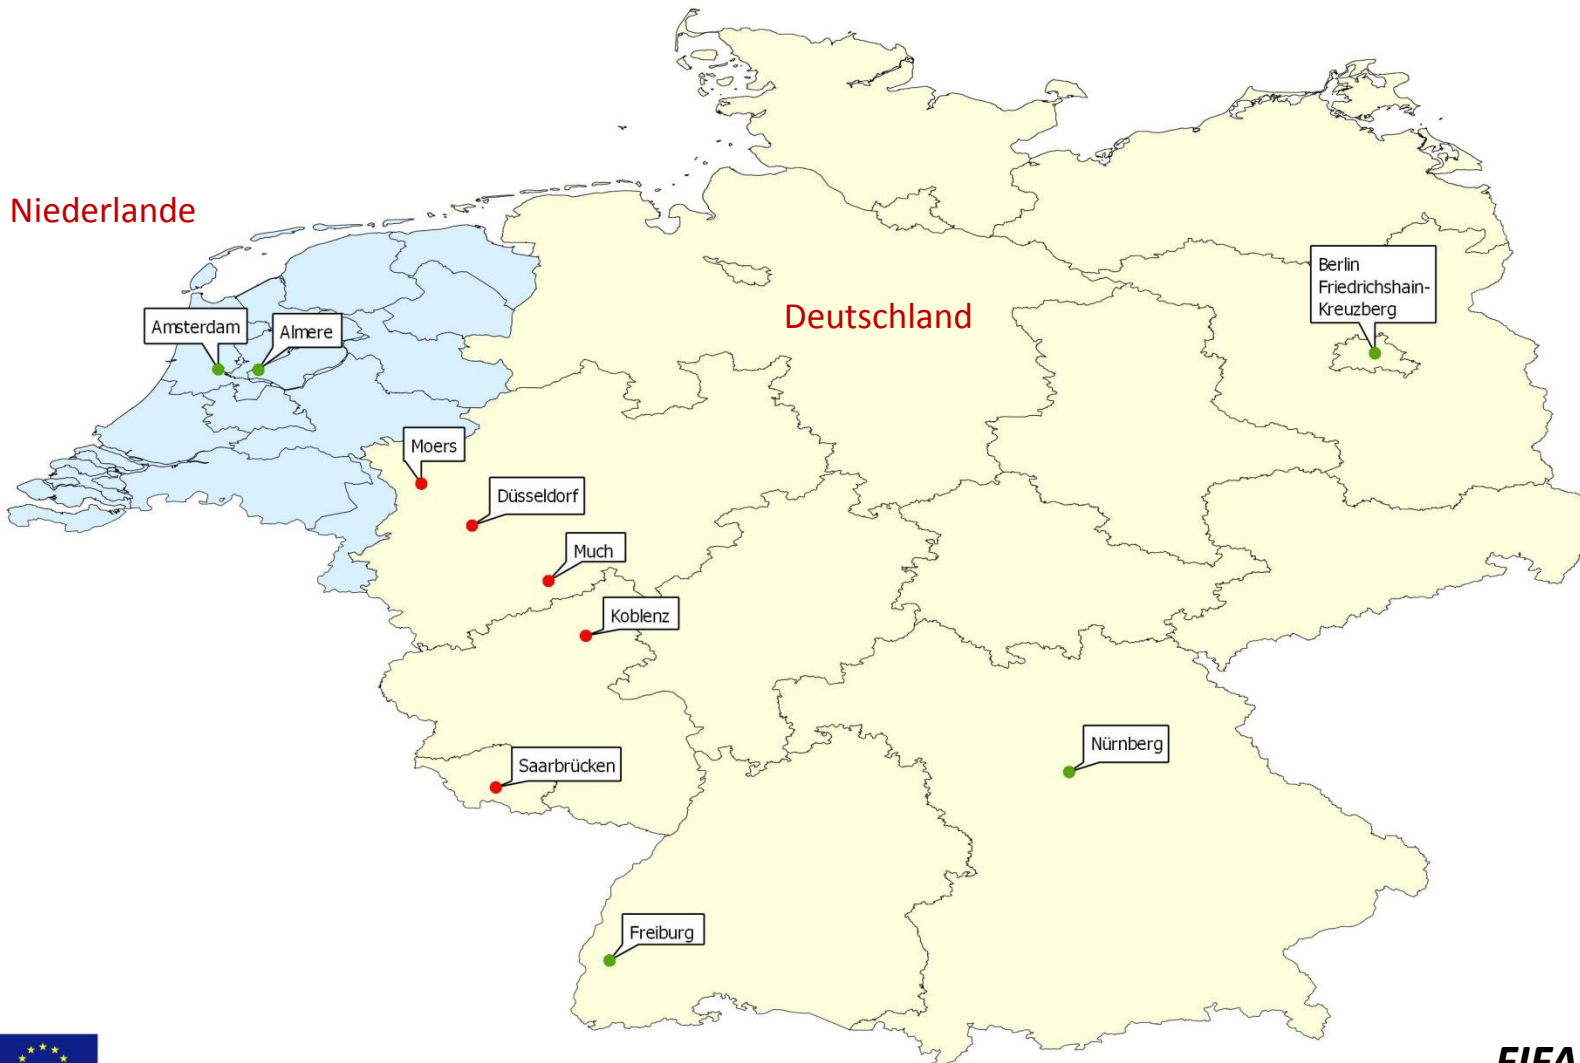 Niederlande
Berlin
Friedrichshain-
Kreuzberg
Deutschland
Amsterdam
Almere
Moers
Düsseldorf
Much
Koblenz
Nürnberg
Saarbrücken
Freiburg